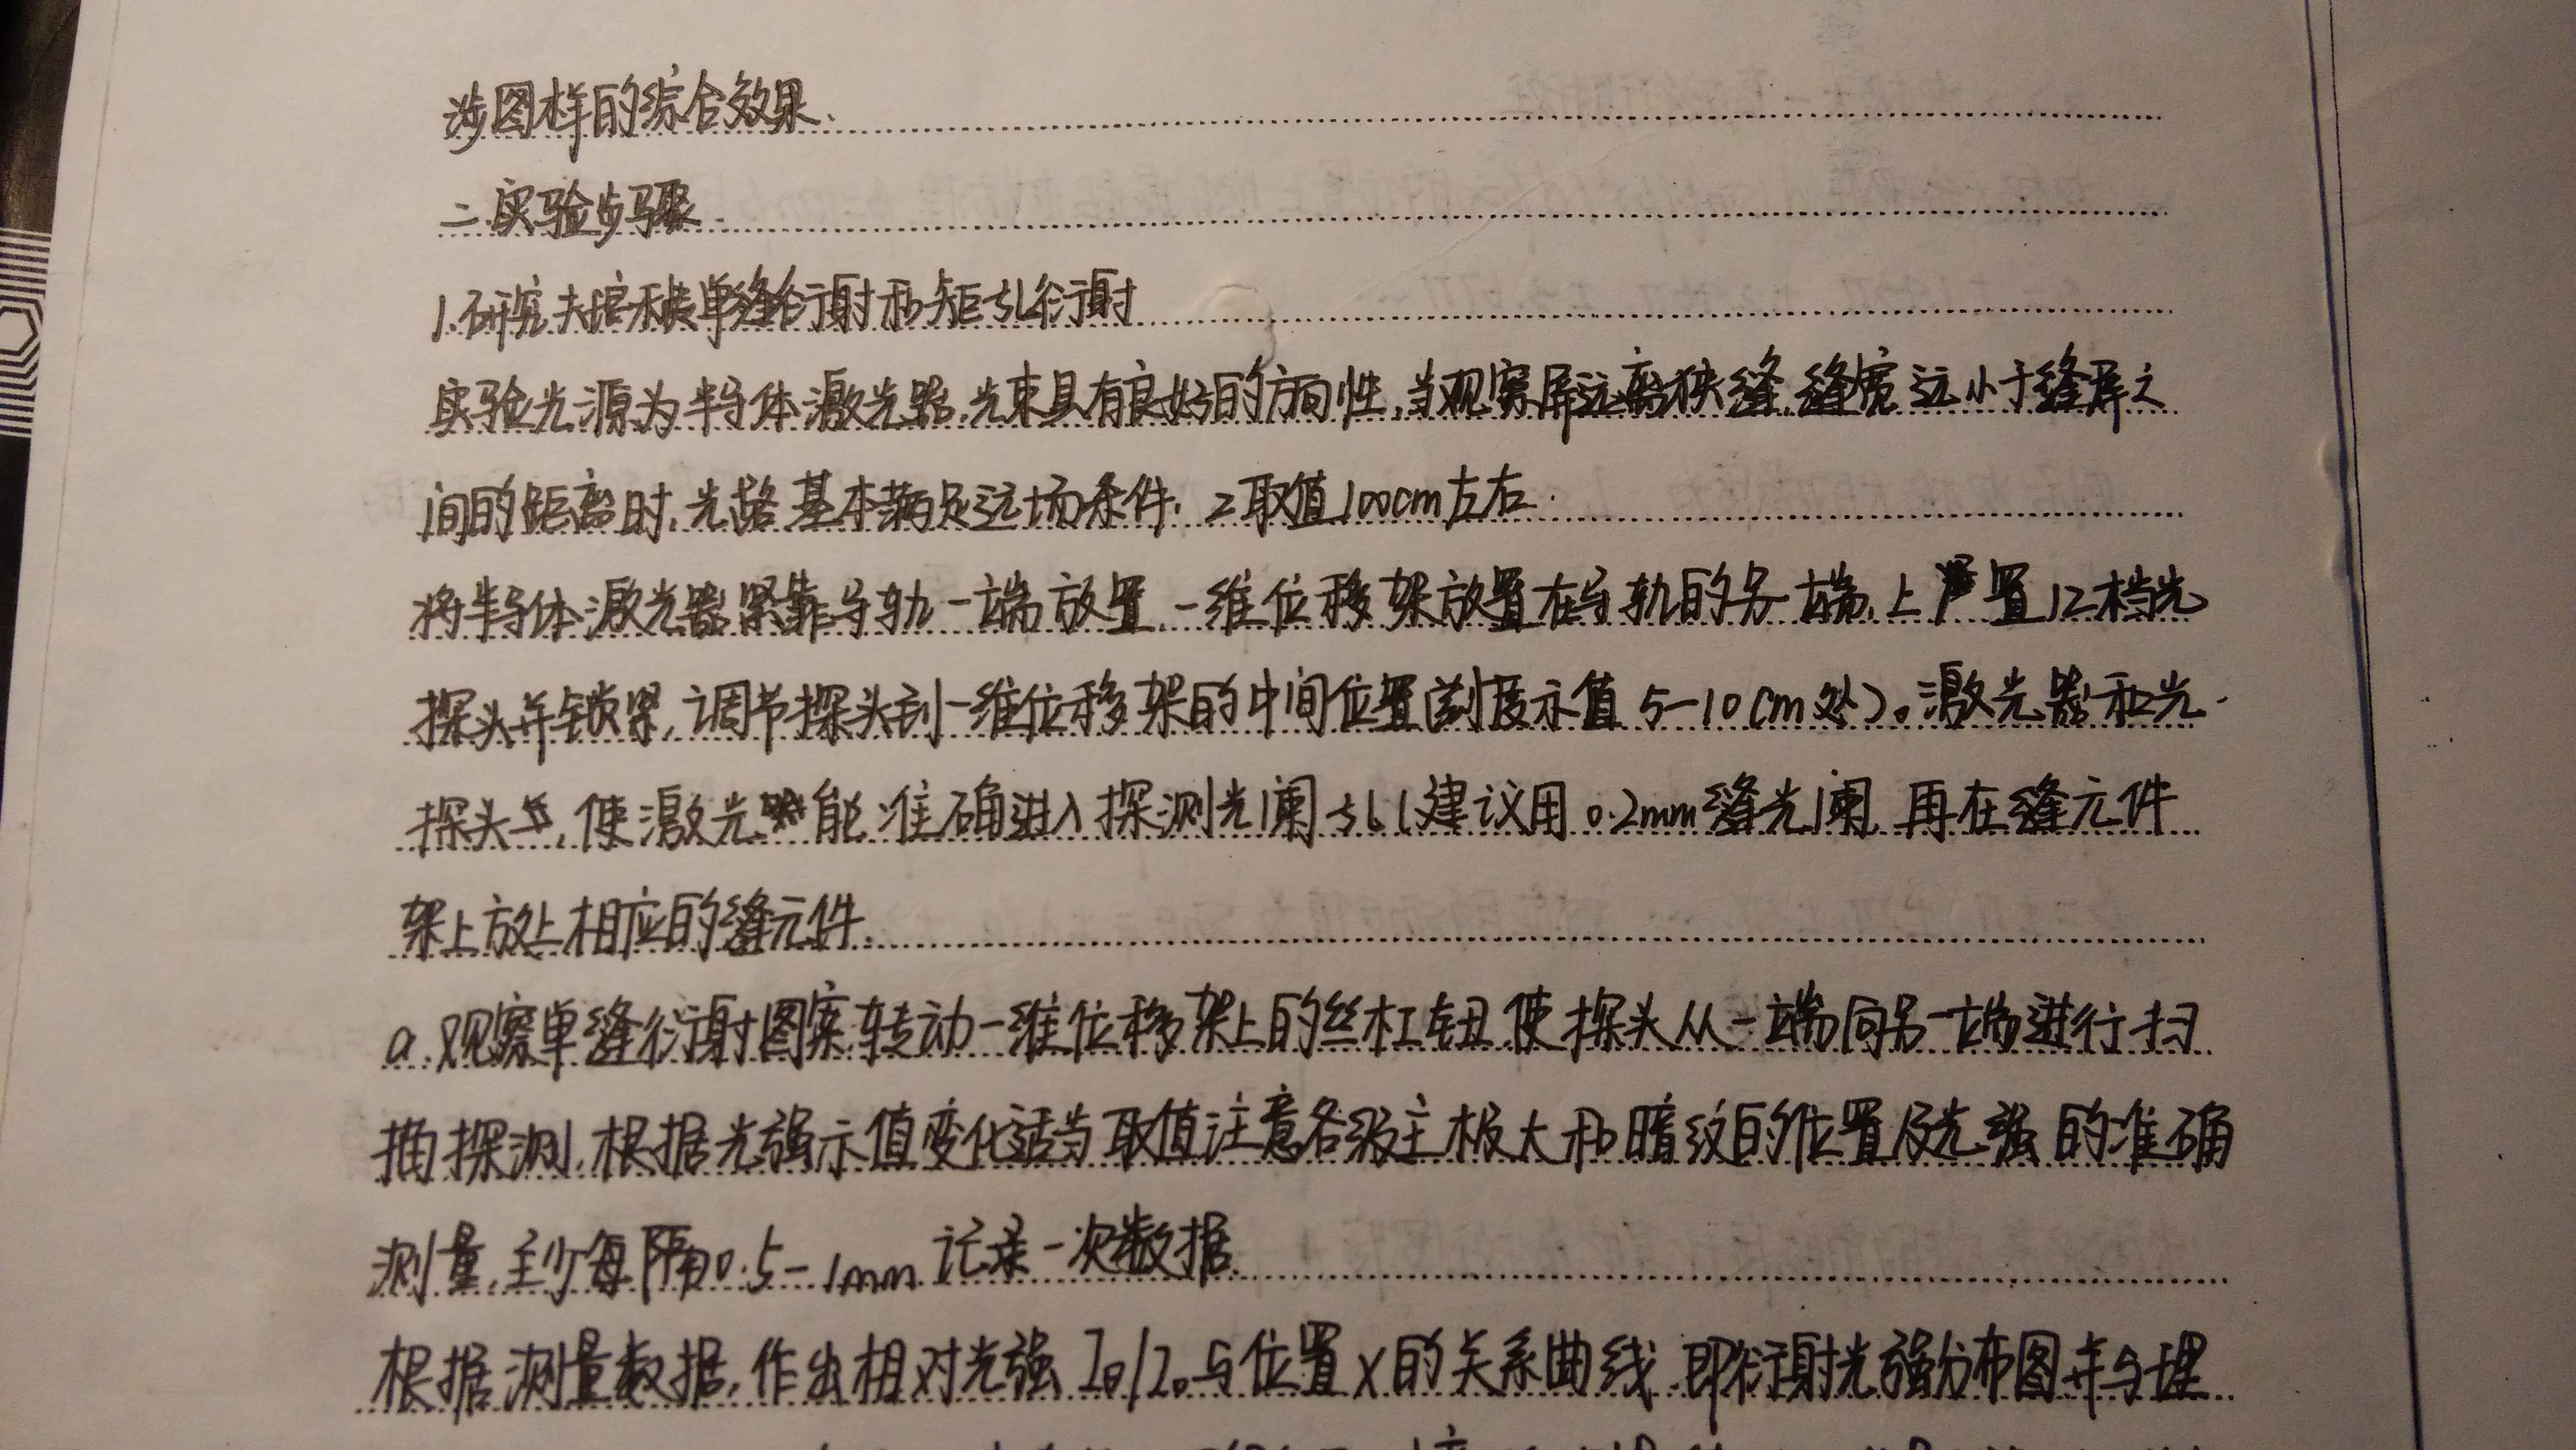 涉图样的综合效果.
二.实验步骤.
1.研究夫琅禾费单缝衍射和矩孔衍射
实验光源为半导体激光器,光束具有良好的方向性,当观察屏远离狭缝,缝宽远小于缝屏之
间的距离时,光路基本满足远场条件.Z取值100cm左右.
将半导体激光器紧靠导轨一端放置.一维位移架放置在导轨的另一端,上置12档光
探头并锁紧,调节探头到一维位移架的中间位置(刻度示值5-10cm处)。激光器和光
探头,使激光能准确进入探测光阑孔(建议用0.2mm缝光阑,再在缝元件
架上放上相应的缝元件.
a.观察单缝衍射图案,转动一维位移架上的丝杠钮,使探头从一端向另一端进行扫
描探测,根据光强示值变化适当取值注意各级主极大和暗纹的位置及光强的准确
测量,至少每隔0.5-1mm记录一次数据.
根据测量数据,作出相对光强Iθ/I0与位置x的关系曲线,即衍射光强分布图并与理